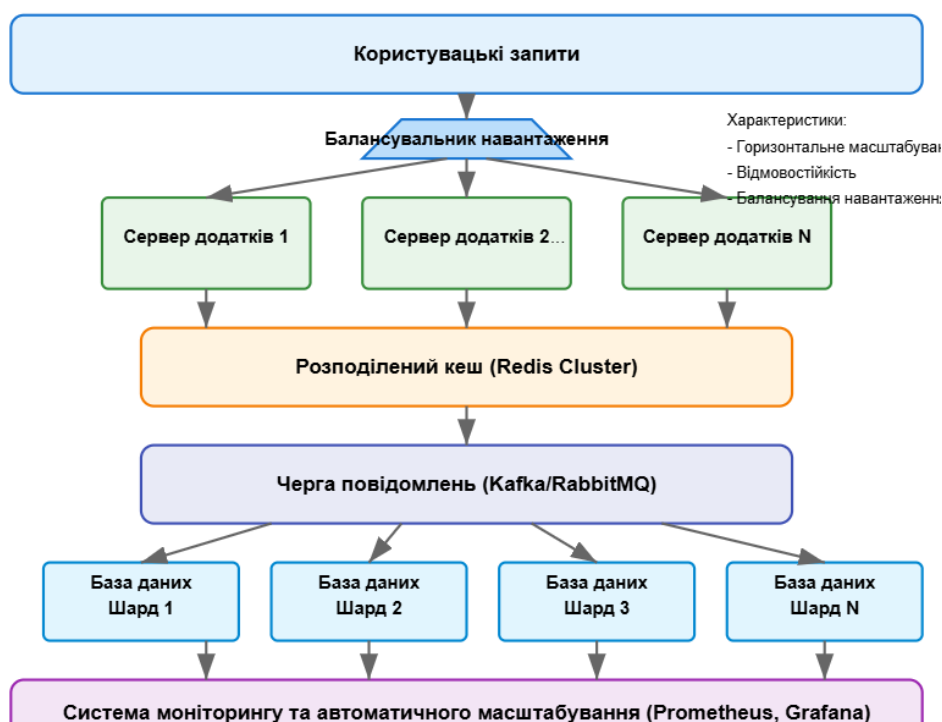 Користувацькі запити
Балансувальник навантаження
Характеристики:
- Горизонтальне масштабуван
- Відмовостійкість
- Балансування навантаження
Сервер додатків 1
Сервер додатків 2...
Сервер додатків N
Розподілений кеш (Redis Cluster)
Черга повідомлень (Kafka/RabbitMQ)
База даних
Шард 1
База даних
Шард 2
База даних
Шард 3
База даних
Шард N
Система моніторингу та автоматичного масштабування (Prometheus, Grafana)